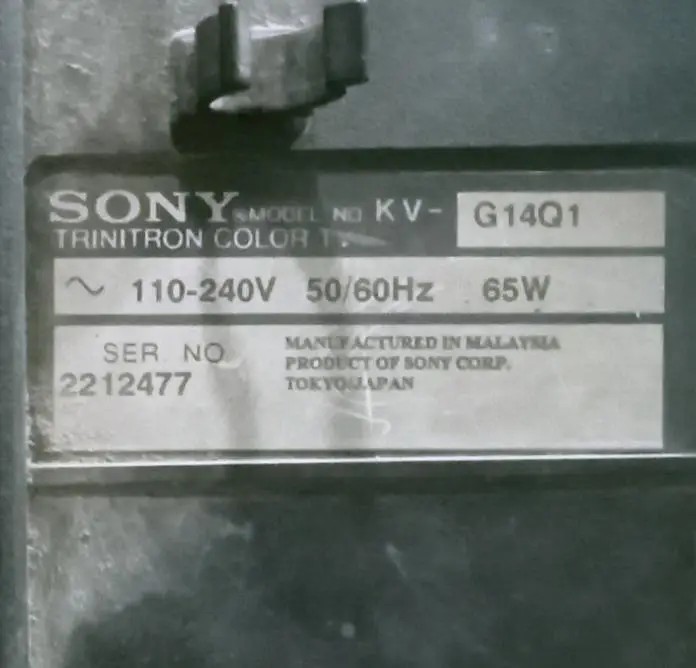 SONY MODEL NO. KV- G14Q1
TRINITRON COLOR TV
~ 110-240V 50/60Hz 65W
SER. NO.
2212477
MANUFACTURED IN MALAYSIA
PRODUCT OF SONY CORP.
TOKYO JAPAN